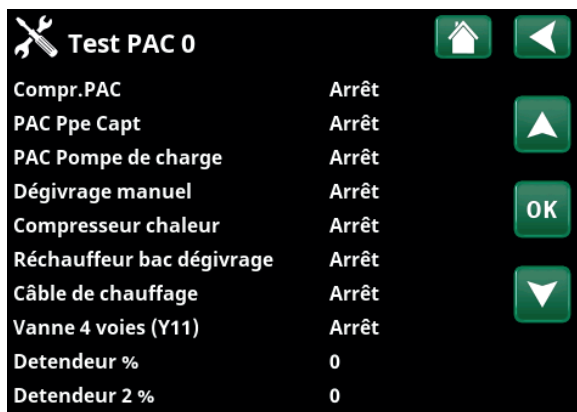 Test PAC 0
Compr.PAC Arrêt
PAC Ppe Capt Arrêt
PAC Pompe de charge Arrêt
Dégivrage manuel Arrêt
OK
Compresseur chaleur Arrêt
Réchauffeur bac dégivrage Arrêt
Câble de chauffage Arrêt
Vanne 4 voies (Y11) Arrêt
Detendeur % 0
Detendeur 2 % 0